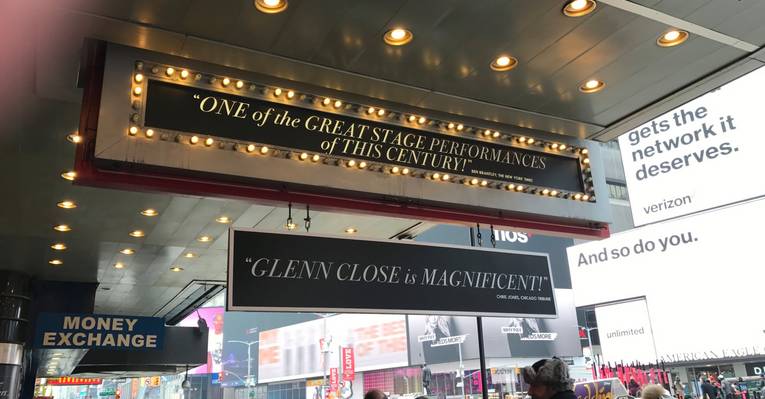 "ONE of the GREAT STAGE PERFORMANCES
of THIS CENTURY!"
BEN BRANTLEY, THE NEW YORK TIMES
"GLENN CLOSE is MAGNIFICENT!"
CHRIS JONES, CHICAGO TRIBUNE
MONEY
EXCHANGE
gets the
network it
deserves.
verizon
And so do you.
unlimited
AMERICAN EAGLE
LOVE